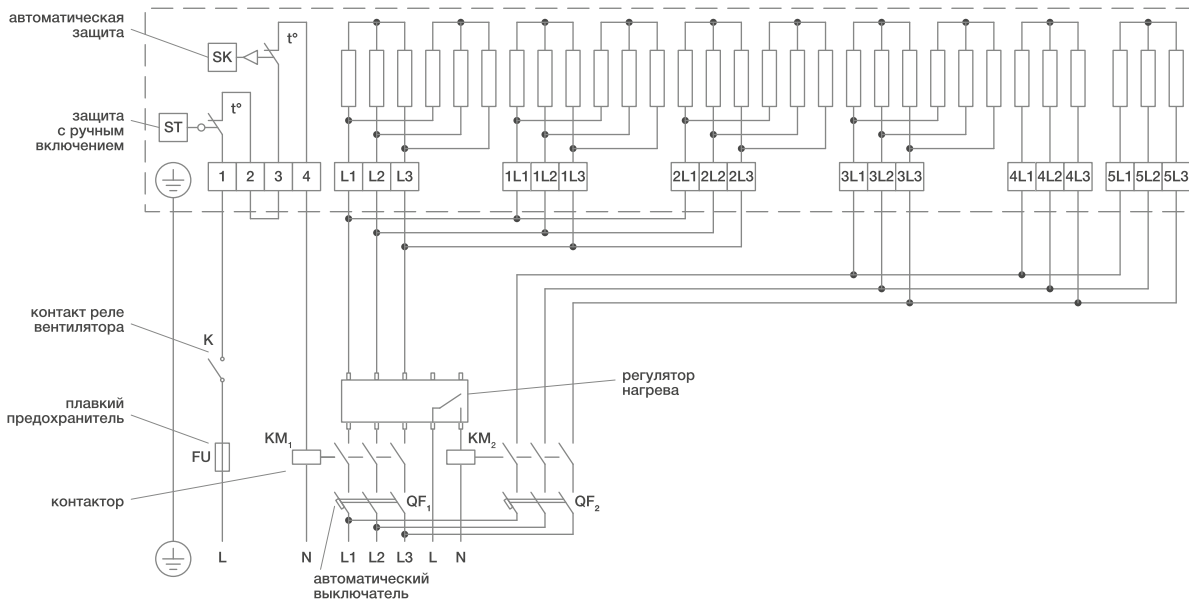 автоматическая
защита
SK
t°
защита
с ручным
включением
ST
t°
1 2 3 4
L1 L2 L3
1L1 1L2 1L3
2L1 2L2 2L3
3L1 3L2 3L3
4L1 4L2 4L3
5L1 5L2 5L3
контакт реле
вентилятора
K
регулятор
нагрева
плавкий
предохранитель
FU
KM1
KM2
контактор
QF1
QF2
L
N
L1
L2
L3
L
N
автоматический
выключатель